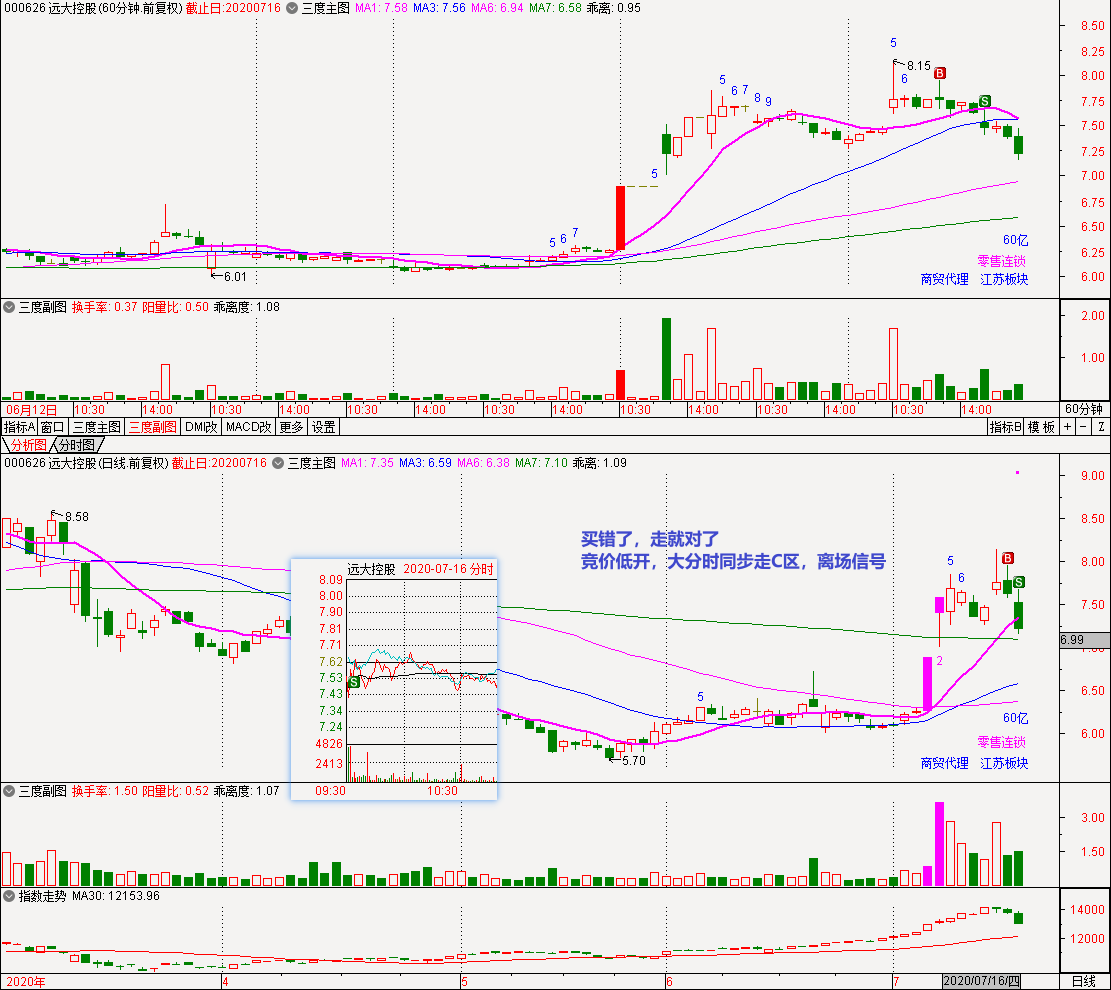 000626 远大控股(60分钟.前复权) 截止日:20200716 三度主图 MA1: 7.58 MA3: 7.56 MA6: 6.94 MA7: 6.58 乖离: 0.95
8.50
5
8.25
8.15 B
8.00
5 6 7 8 9
6
S
7.75
7.50
7.25
5
7.00
6.75
6.50
5 6 7
60亿
6.25
零售连锁
6.01
6.00
商贸代理 江苏板块
三度副图 换手率: 0.37 阳量比: 0.50 乖离度: 1.08
2.00
1.00
06月12日 10:30 14:00 10:30 14:00 10:30 14:00 10:30 14:00 10:30 14:00 10:30 14:00 10:30 14:00 60分钟
指标A 窗口 三度主图 三度副图 DMI改 MACD改 更多 设置 指标B 模板 + - Z
分析图 分时图
000626 远大控股(日线.前复权) 截止日:20200716 三度主图 MA1: 7.35 MA3: 6.59 MA6: 6.38 MA7: 7.10 乖离: 1.09
9.00
8.58
8.50
买错了，走就对了
竞价低开，大分时同步走C区，离场信号
8.00
5 6 B S
7.50
6.99
7.00
2
6.50
5
60亿
6.00
零售连锁
5.70
商贸代理 江苏板块
远大控股 2020-07-16 分时
8.09
8.00
7.90
7.81
7.71
7.62
7.53 S
7.43
7.34
7.24
4826
2413
09:30 10:30
三度副图 换手率: 1.50 阳量比: 0.52 乖离度: 1.07
3.00
1.50
指数走势 MA30: 12153.96
14000
12000
2020年 4 5 6 7 2020/07/16/四 日线